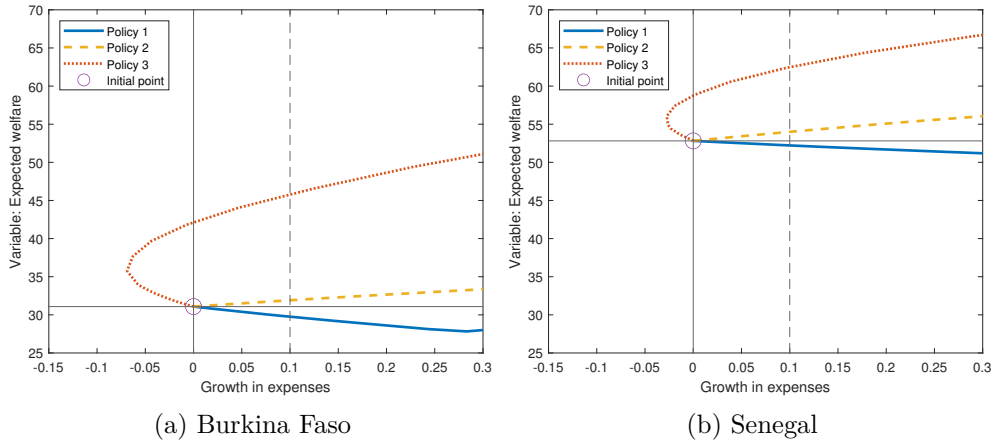 70
65
60
55
50
45
40
35
30
25
Variable: Expected welfare
Policy 1
Policy 2
Policy 3
Initial point
-0.15 -0.1 -0.05 0 0.05 0.1 0.15 0.2 0.25 0.3
Growth in expenses
(a) Burkina Faso
70
65
60
55
50
45
40
35
30
25
Variable: Expected welfare
Policy 1
Policy 2
Policy 3
Initial point
-0.15 -0.1 -0.05 0 0.05 0.1 0.15 0.2 0.25 0.3
Growth in expenses
(b) Senegal